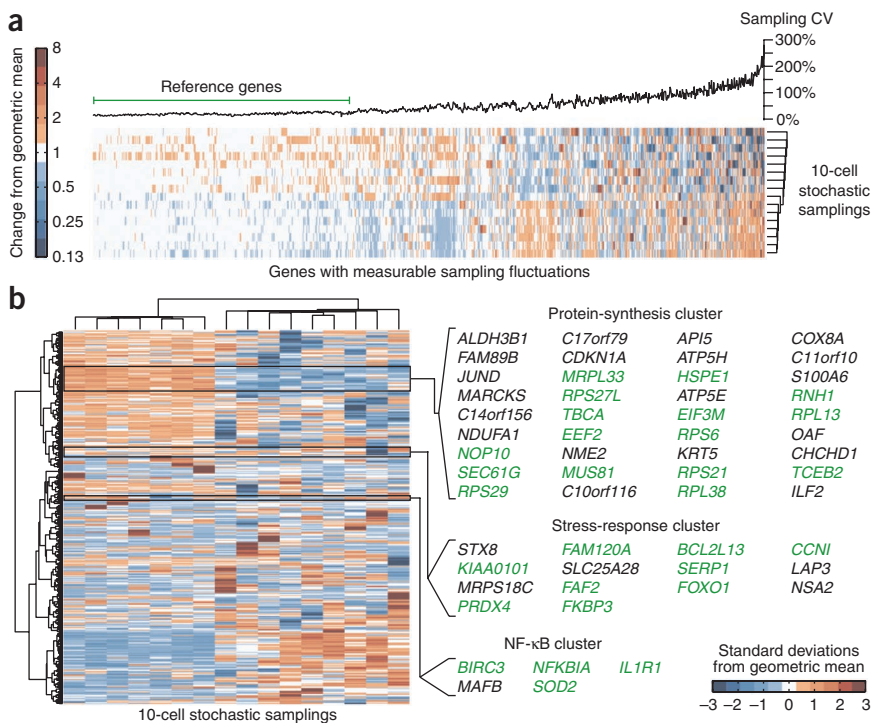 a
Sampling CV
300%
200%
100%
0%
Change from geometric mean
8
4
2
1
0.5
0.25
0.13
Reference genes
10-cell
stochastic
samplings
Genes with measurable sampling fluctuations
b
10-cell stochastic samplings
Protein-synthesis cluster
ALDH3B1 C17orf79 API5 COX8A
FAM89B CDKN1A ATP5H C11orf10
JUND MRPL33 HSPE1 S100A6
MARCKS RPS27L ATP5E RNH1
C14orf156 TBCA EIF3M RPL13
NDUFA1 EEF2 RPS6 OAF
NOP10 NME2 KRT5 CHCHD1
SEC61G MUS81 RPS21 TCEB2
RPS29 C10orf116 RPL38 ILF2
Stress-response cluster
STX8 FAM120A BCL2L13 CCNI
KIAA0101 SLC25A28 SERP1 LAP3
MRPS18C FAF2 FOXO1 NSA2
PRDX4 FKBP3
NF-κB cluster
BIRC3 NFKBIA IL1R1
MAFB SOD2
Standard deviations
from geometric mean
−3 −2 −1 0 1 2 3